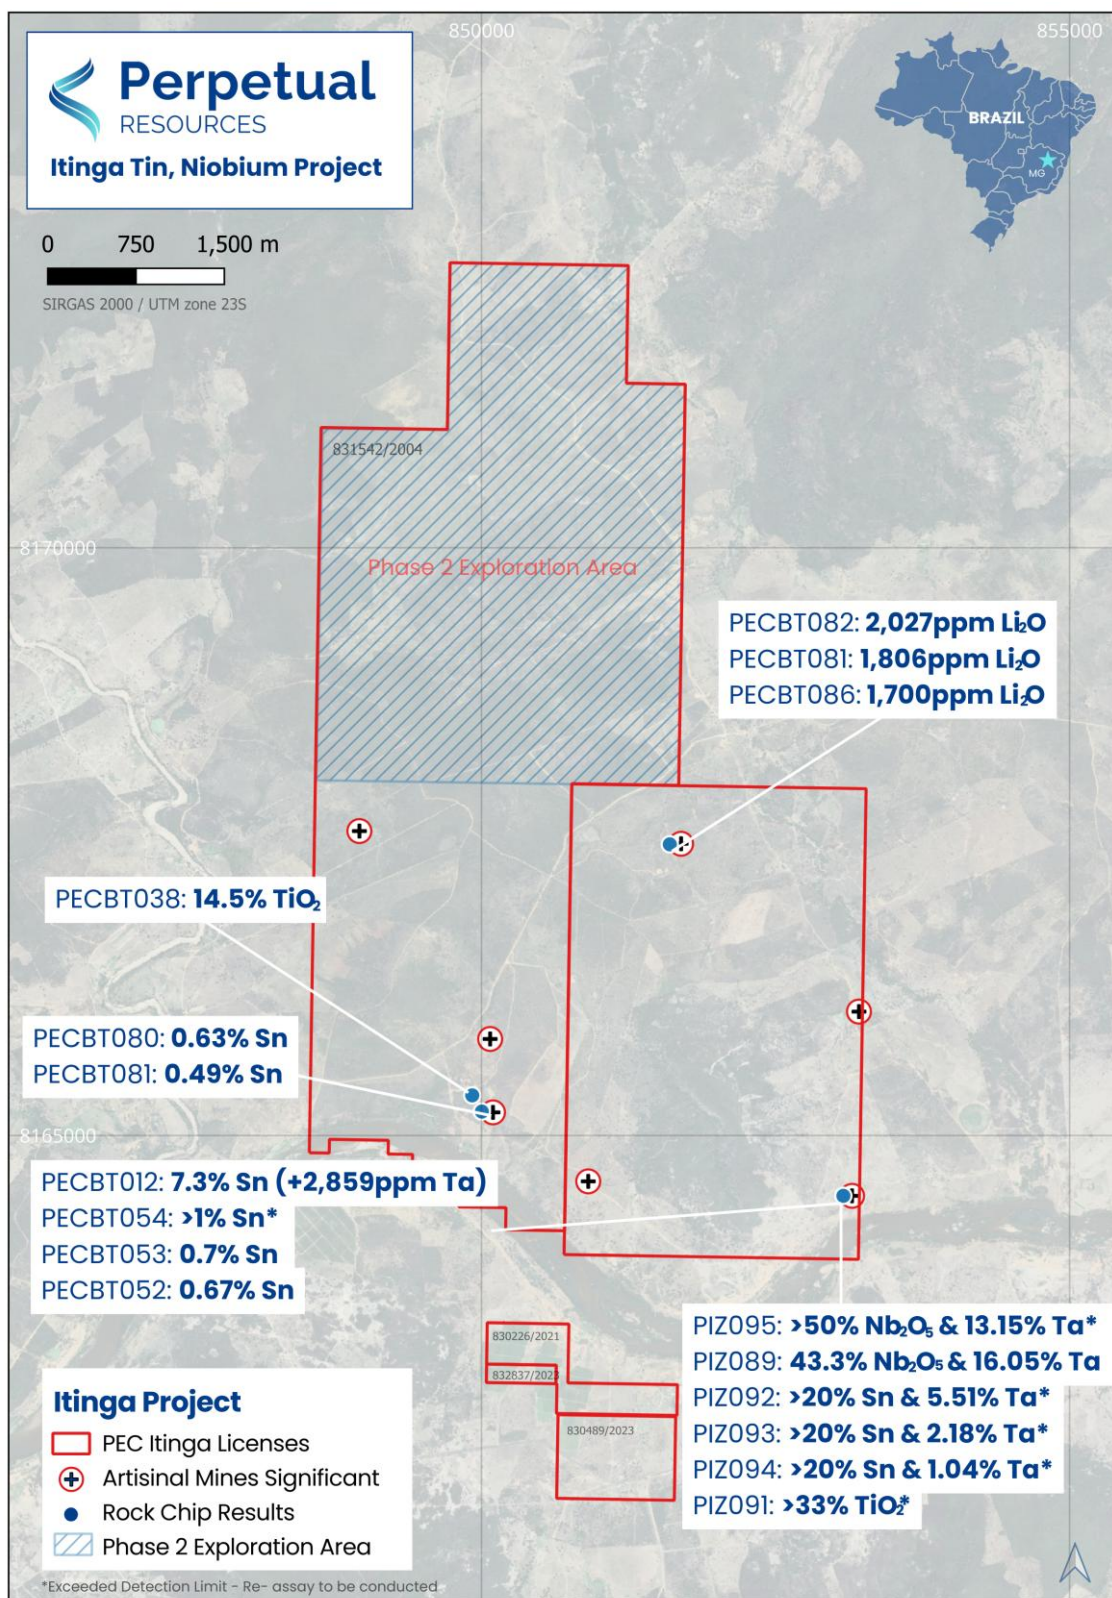 850000
855000
Perpetual
RESOURCES
Itinga Tin, Niobium Project
BRAZIL
MG
0 750 1,500 m
SIRGAS 2000 / UTM zone 23S
831542/2004
8170000
Phase 2 Exploration Area
PECBT082: 2,027ppm Li₂O
PECBT081: 1,806ppm Li₂O
PECBT086: 1,700ppm Li₂O
PECBT038: 14.5% TiO₂
PECBT080: 0.63% Sn
PECBT081: 0.49% Sn
8165000
PECBT012: 7.3% Sn (+2,859ppm Ta)
PECBT054: >1% Sn*
PECBT053: 0.7% Sn
PECBT052: 0.67% Sn
PIZ095: >50% Nb₂O₅ & 13.15% Ta*
PIZ089: 43.3% Nb₂O₅ & 16.05% Ta
PIZ092: >20% Sn & 5.51% Ta*
PIZ093: >20% Sn & 2.18% Ta*
PIZ094: >20% Sn & 1.04% Ta*
PIZ091: >33% TiO₂*
830226/2021
832837/2023
830489/2023
Itinga Project
PEC Itinga Licenses
Artisinal Mines Significant
Rock Chip Results
Phase 2 Exploration Area
*Exceeded Detection Limit - Re- assay to be conducted